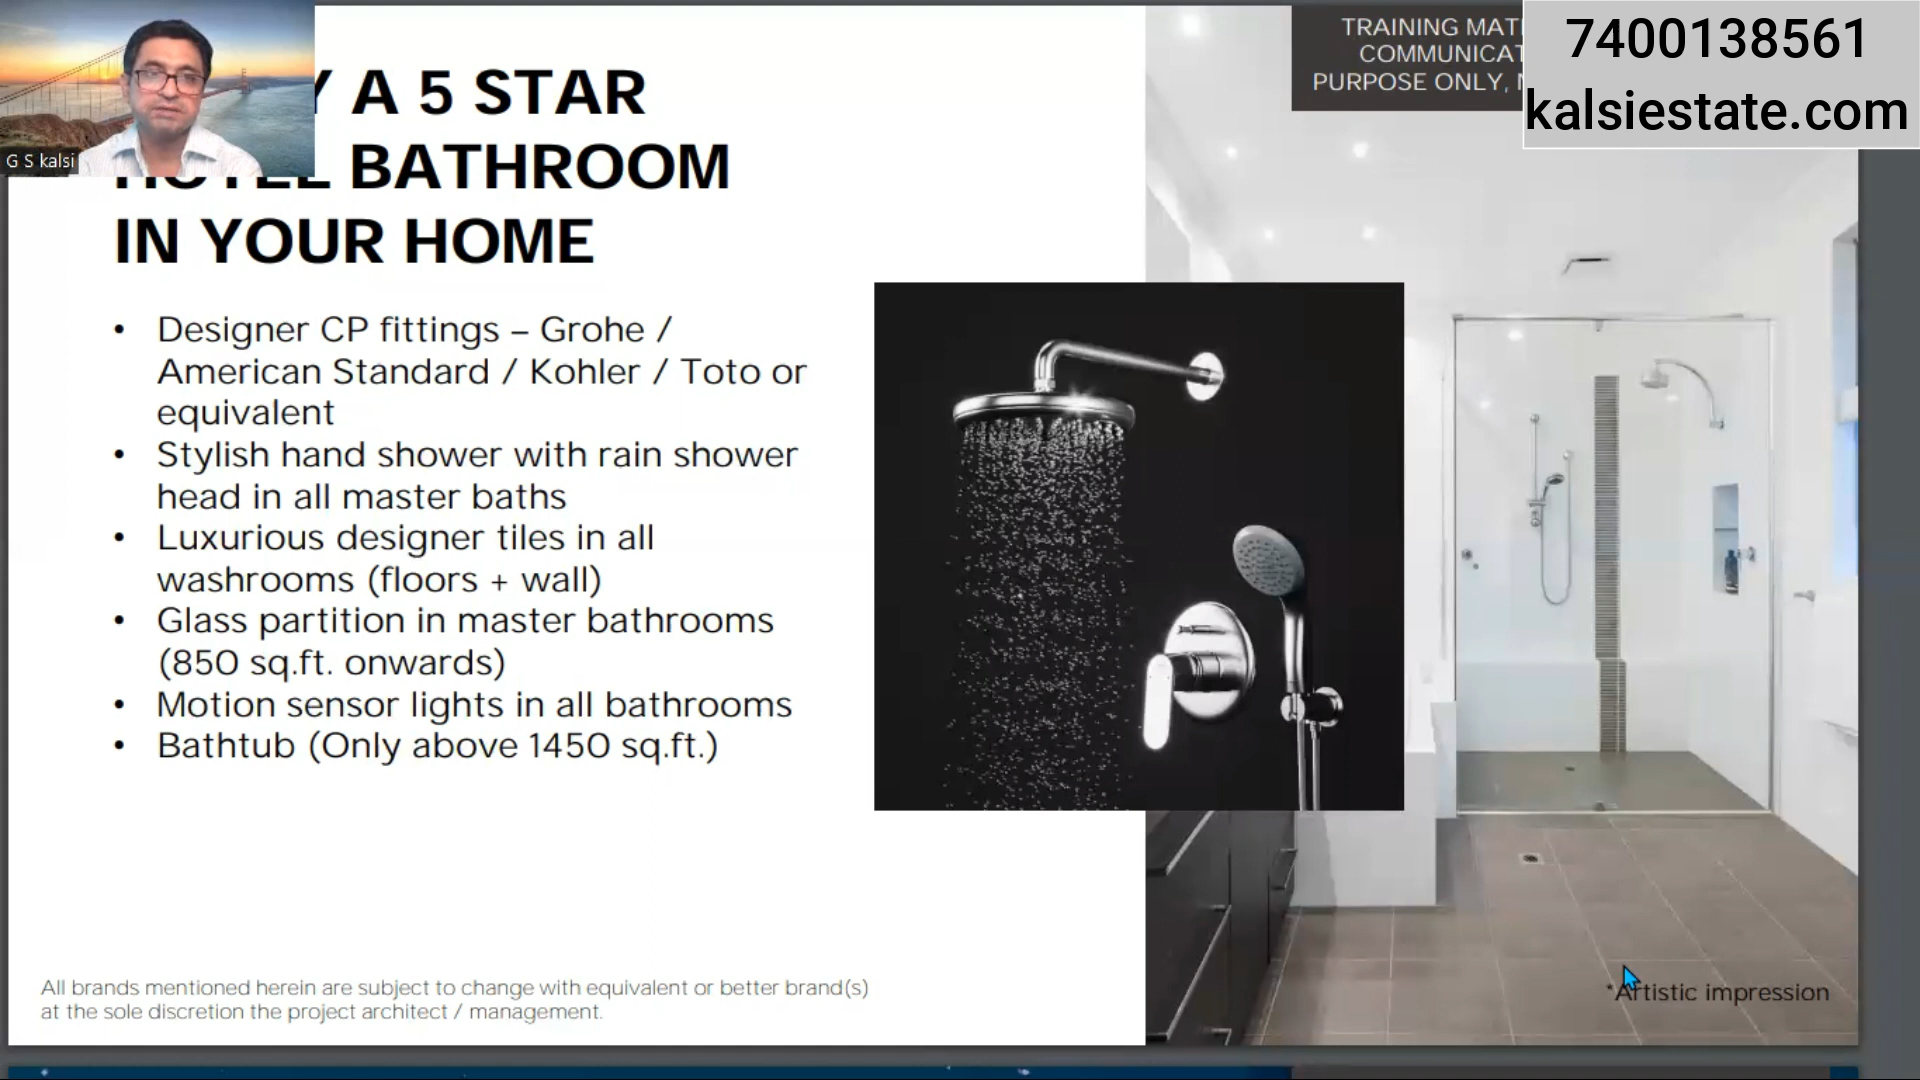 A 5 STAR
HOTEL BATHROOM
IN YOUR HOME
• Designer CP fittings – Grohe /
American Standard / Kohler / Toto or
equivalent
• Stylish hand shower with rain shower
head in all master baths
• Luxurious designer tiles in all
washrooms (floors + wall)
• Glass partition in master bathrooms
(850 sq.ft. onwards)
• Motion sensor lights in all bathrooms
• Bathtub (Only above 1450 sq.ft.)
All brands mentioned herein are subject to change with equivalent or better brand(s)
at the sole discretion the project architect / management.
G S kalsi
TRAINING
PURPOSE ONLY,
7400138561
kalsiestate.com
*Artistic impression